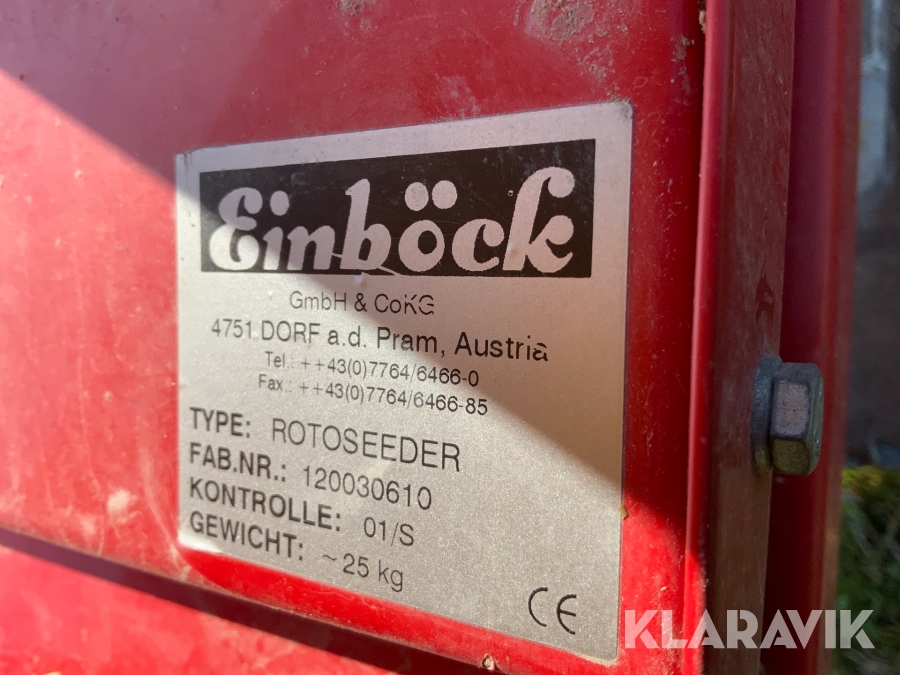 Einböck
GmbH & CoKG
4751 DORF a.d. Pram, Austria
Tel.: ++43(0)7764/6466-0
Fax.: ++43(0)7764/6466-85
TYPE: ROTOSEEDER
FAB.NR.: 120030610
KONTROLLE: 01/S
GEWICHT: ~25 kg
CE
KLARAVIK